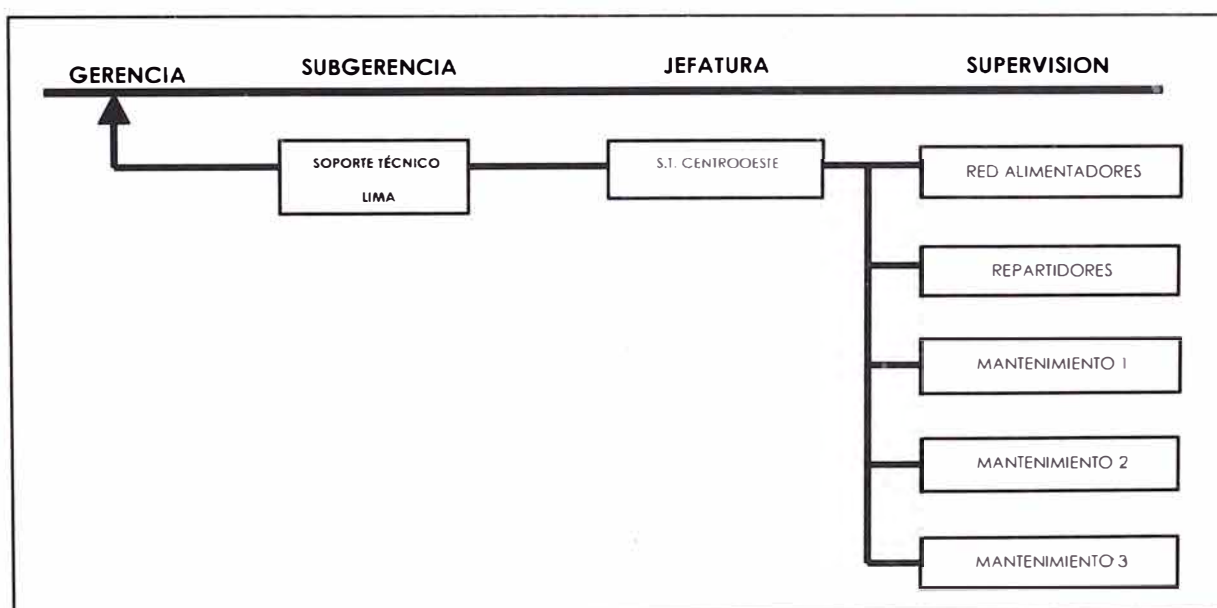 GERENCIA
SUBGERENCIA
JEFATURA
SUPERVISION
SOPORTE TÉCNICO
LIMA
S.T. CENTROOESTE
RED ALIMENTADORES
REPARTIDORES
MANTENIMIENTO 1
MANTENIMIENTO 2
MANTENIMIENTO 3